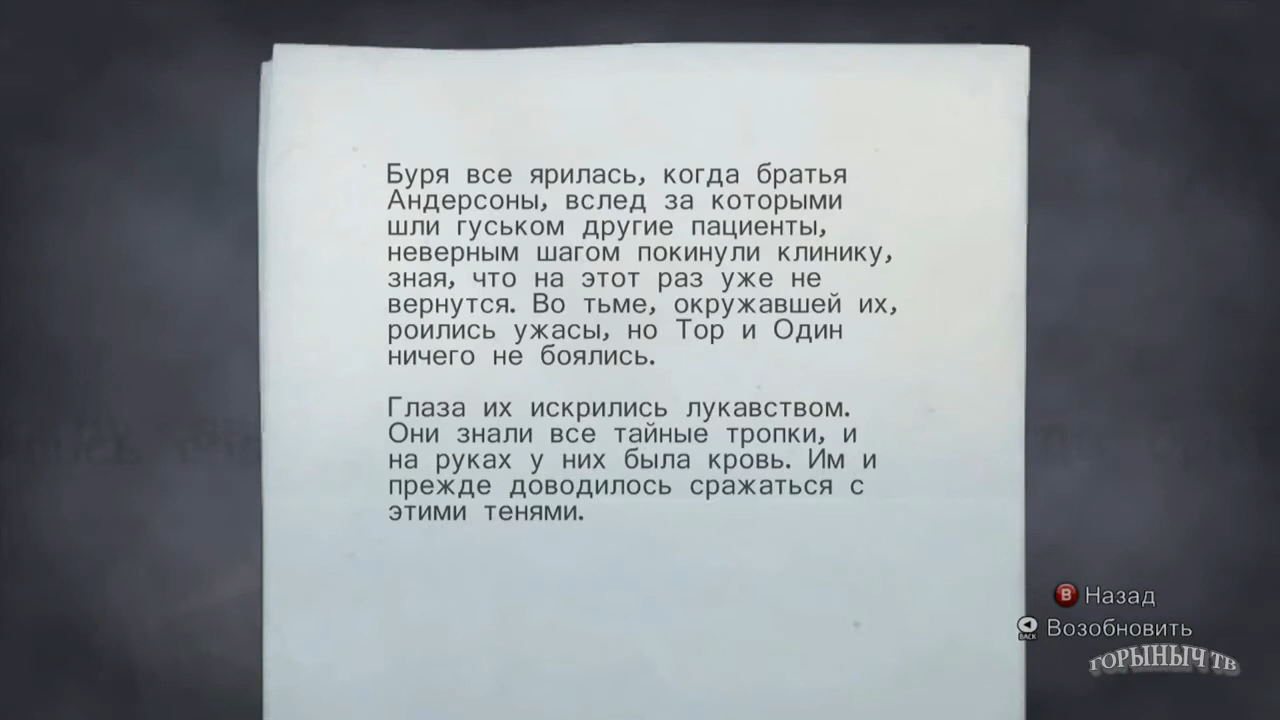 Буря все ярилась, когда братья
Андерсоны, вслед за которыми
шли гуськом другие пациенты,
неверным шагом покинули клинику,
зная, что на этот раз уже не
вернутся. Во тьме, окружавшей их,
роились ужасы, но Тор и Один
ничего не боялись.
Глаза их искрились лукавством.
Они знали все тайные тропки, и
на руках у них была кровь. Им и
прежде доводилось сражаться с
этими тенями.
B Назад
BACK Возобновить
ГОРЫНЫЧ ТВ